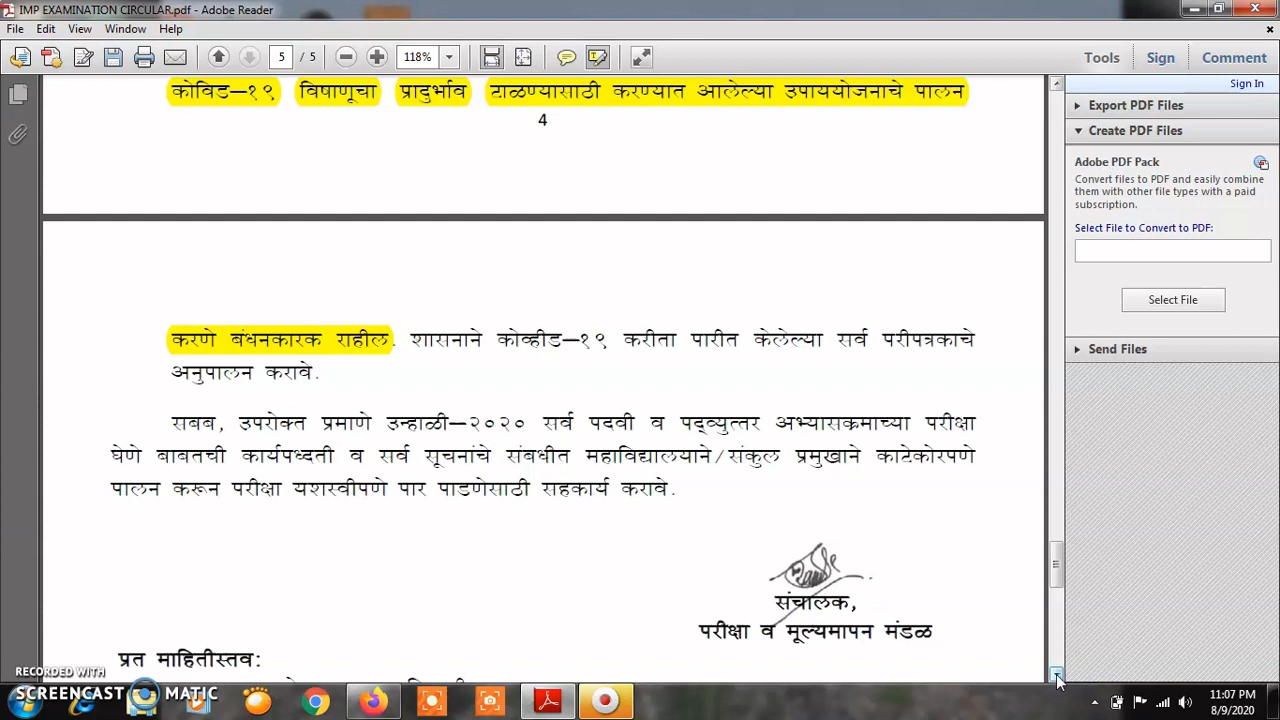 IMP EXAMINATION CIRCULAR.pdf - Adobe Reader
File Edit View Window Help
5 / 5 118% Tools Sign Comment
Sign In
Export PDF Files
Create PDF Files
Adobe PDF Pack
Convert files to PDF and easily combine
them with other file types with a paid
subscription.
Select File to Convert to PDF:
Select File
Send Files
कोविड–१९ विषाणूचा प्रादुर्भाव टाळण्यासाठी करण्यात आलेल्या उपाययोजनाचे पालन
4
करणे बंधनकारक राहील. शासनाने कोव्हीड–१९ करीता पारीत केलेल्या सर्व परीपत्रकाचे
अनुपालन करावे.
सबब, उपरोक्त प्रमाणे उन्हाळी–२०२० सर्व पदवी व पद्व्युत्तर अभ्यासक्रमाच्या परीक्षा
घेणे बाबतची कार्यपध्दती व सर्व सूचनांचे संबधीत महाविद्यालयाने/संकुल प्रमुखाने काटेकोरपणे
पालन करून परीक्षा यशस्वीपणे पार पाडणेसाठी सहकार्य करावे.
संचालक,
परीक्षा व मूल्यमापन मंडळ
प्रत माहितीस्तव:
RECORDED WITH
SCREENCAST MATIC
11:07 PM
8/9/2020